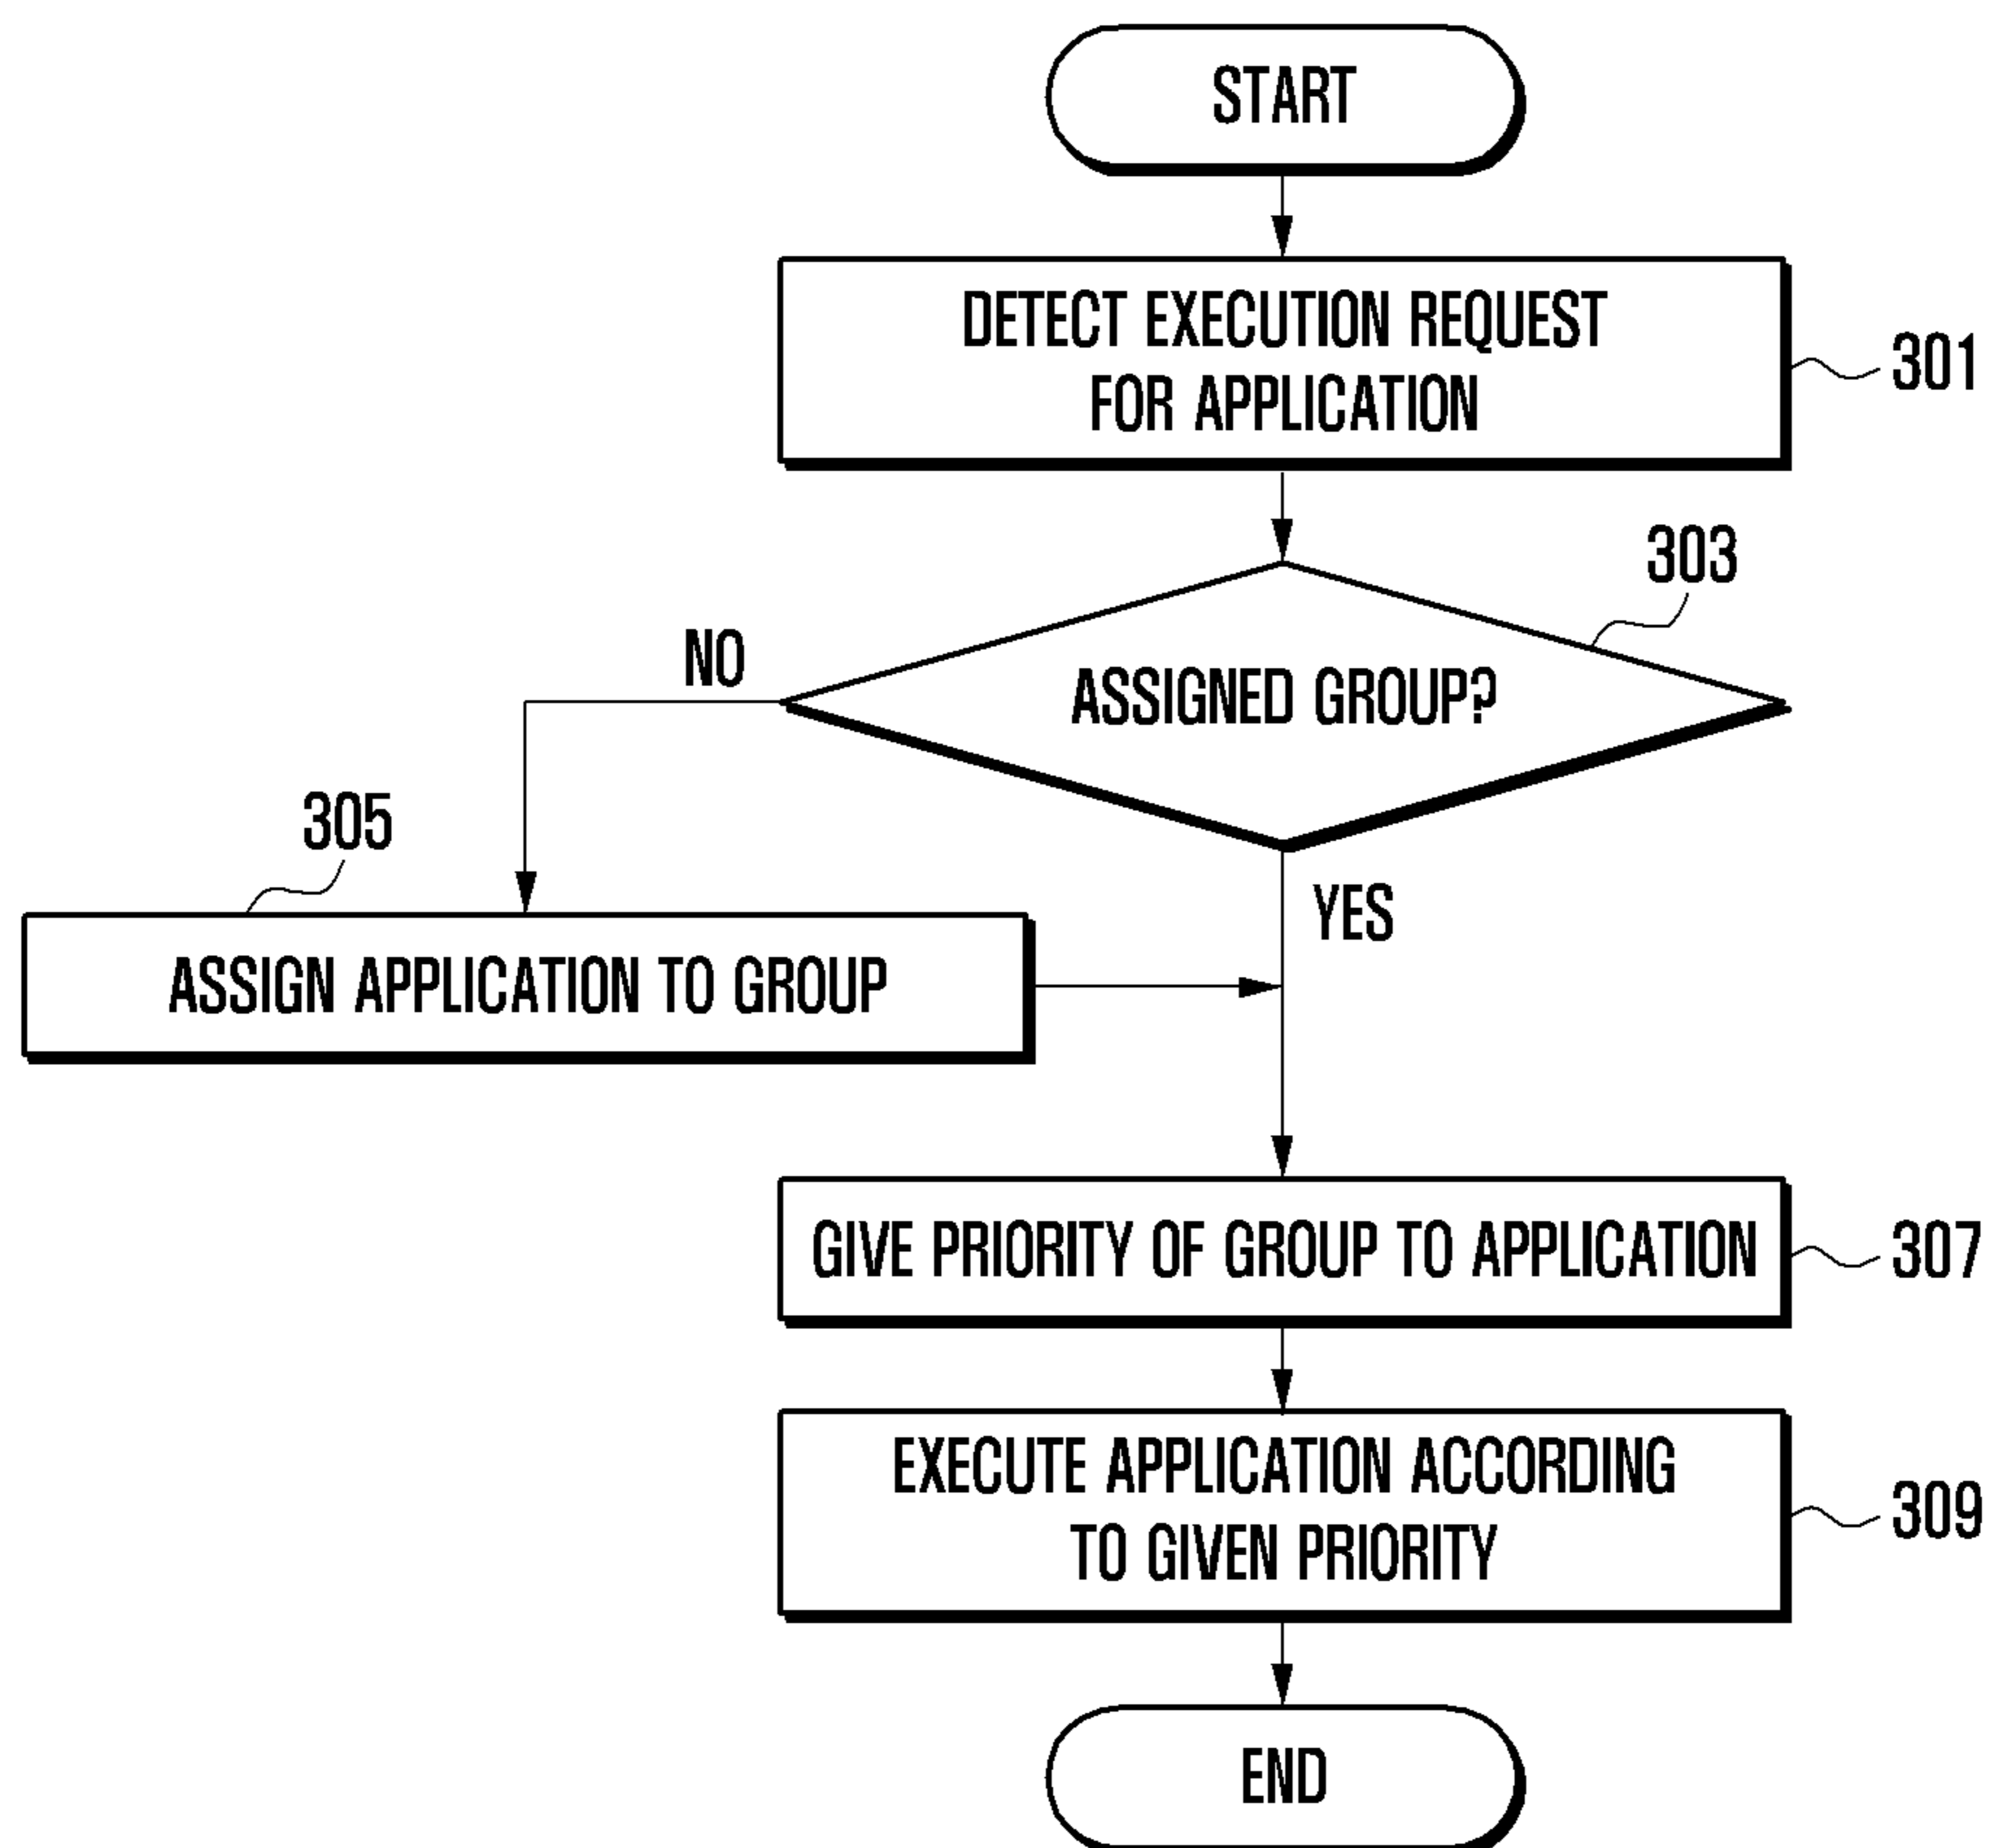 START
DETECT EXECUTION REQUEST
FOR APPLICATION
301
303
NO
ASSIGNED GROUP?
305
YES
ASSIGN APPLICATION TO GROUP
GIVE PRIORITY OF GROUP TO APPLICATION
307
EXECUTE APPLICATION ACCORDING
TO GIVEN PRIORITY
309
END